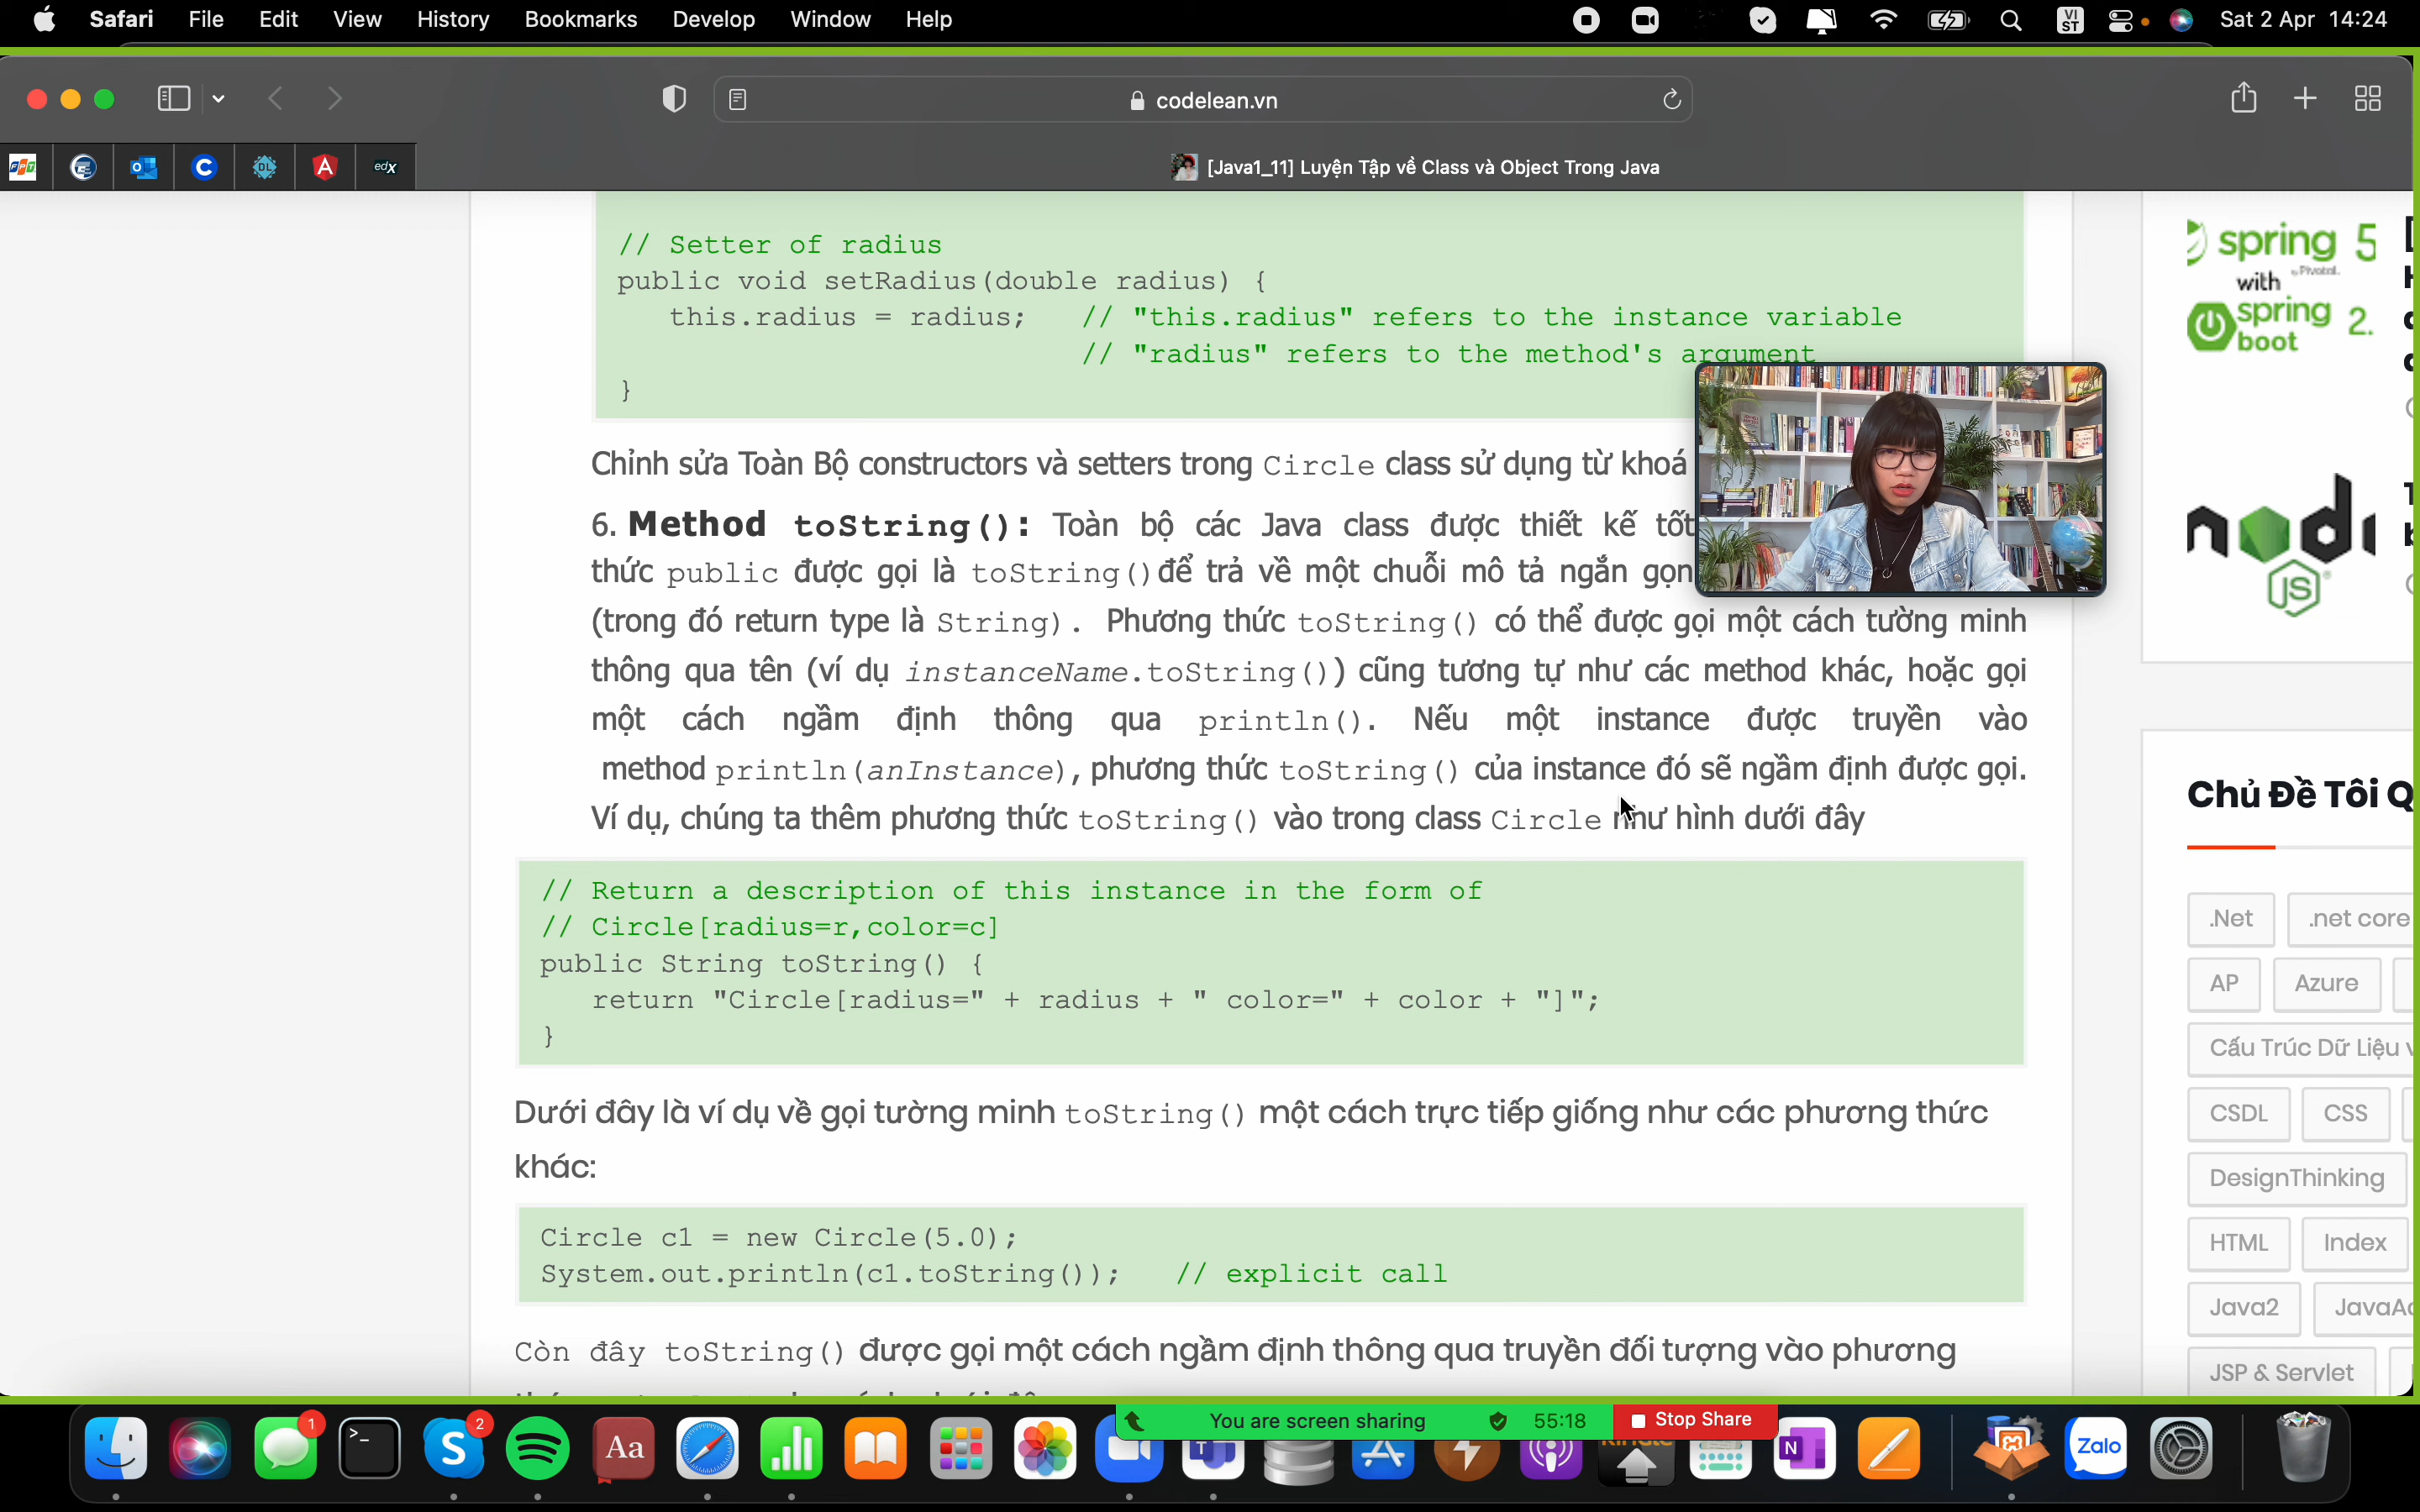 Safari File Edit View History Bookmarks Develop Window Help VI ST Sat 2 Apr 14:24
codelean.vn
FPT DL edX [Java1_11] Luyện Tập về Class và Object Trong Java
// Setter of radius
public void setRadius(double radius) {
this.radius = radius; // "this.radius" refers to the instance variable
// "radius" refers to the method's argument
}
Chỉnh sửa Toàn Bộ constructors và setters trong Circle class sử dụng từ khoá
6. Method toString(): Toàn bộ các Java class được thiết kế tốt
thức public được gọi là toString()để trả về một chuỗi mô tả ngắn gọn
(trong đó return type là String). Phương thức toString() có thể được gọi một cách tường minh
thông qua tên (ví dụ instanceName.toString()) cũng tương tự như các method khác, hoặc gọi
một cách ngầm định thông qua println(). Nếu một instance được truyền vào
method println(anInstance), phương thức toString() của instance đó sẽ ngầm định được gọi.
Ví dụ, chúng ta thêm phương thức toString() vào trong class Circle như hình dưới đây
// Return a description of this instance in the form of
// Circle[radius=r,color=c]
public String toString() {
return "Circle[radius=" + radius + " color=" + color + "]";
}
Dưới đây là ví dụ về gọi tường minh toString() một cách trực tiếp giống như các phương thức
khác:
Circle c1 = new Circle(5.0);
System.out.println(c1.toString()); // explicit call
Còn đây toString() được gọi một cách ngầm định thông qua truyền đối tượng vào phương
spring 5
by Pivotal.
with
spring 2.
boot
node
JS
Chủ Đề Tôi Q
.Net .net core
AP Azure
Cấu Trúc Dữ Liệu v
CSDL CSS
DesignThinking
HTML Index
Java2 JavaAd
JSP & Servlet
You are screen sharing 55:18 Stop Share
1 2 Aa T N Zalo